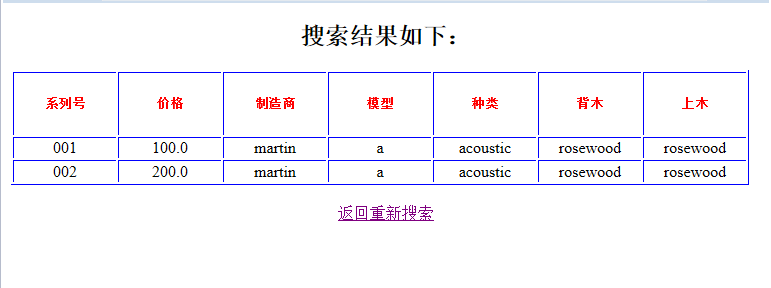 搜索结果如下：
系列号 价格 制造商 模型 种类 背木 上木
001 100.0 martin a acoustic rosewood rosewood
002 200.0 martin a acoustic rosewood rosewood
返回重新搜索